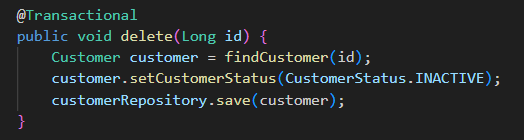 @Transactional
public void delete(Long id) {
    Customer customer = findCustomer(id);
    customer.setCustomerStatus(CustomerStatus.INACTIVE);
    customerRepository.save(customer);
}